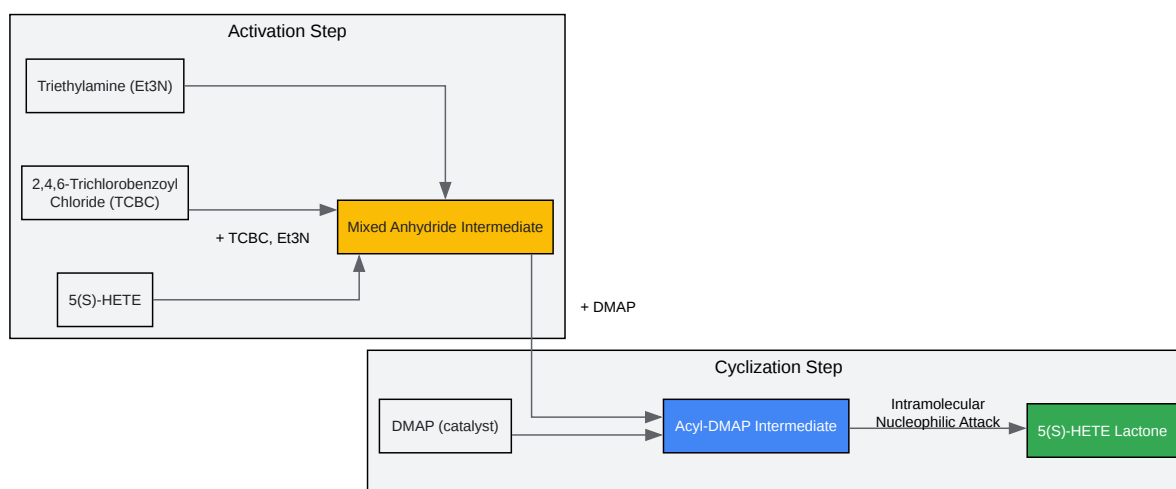 Activation Step
Triethylamine (Et3N)
2,4,6-Trichlorobenzoyl
Chloride (TCBC)
+ TCBC, Et3N
Mixed Anhydride Intermediate
5(S)-HETE
+ DMAP
Cyclization Step
DMAP (catalyst)
Acyl-DMAP Intermediate
Intramolecular
Nucleophilic Attack
5(S)-HETE Lactone